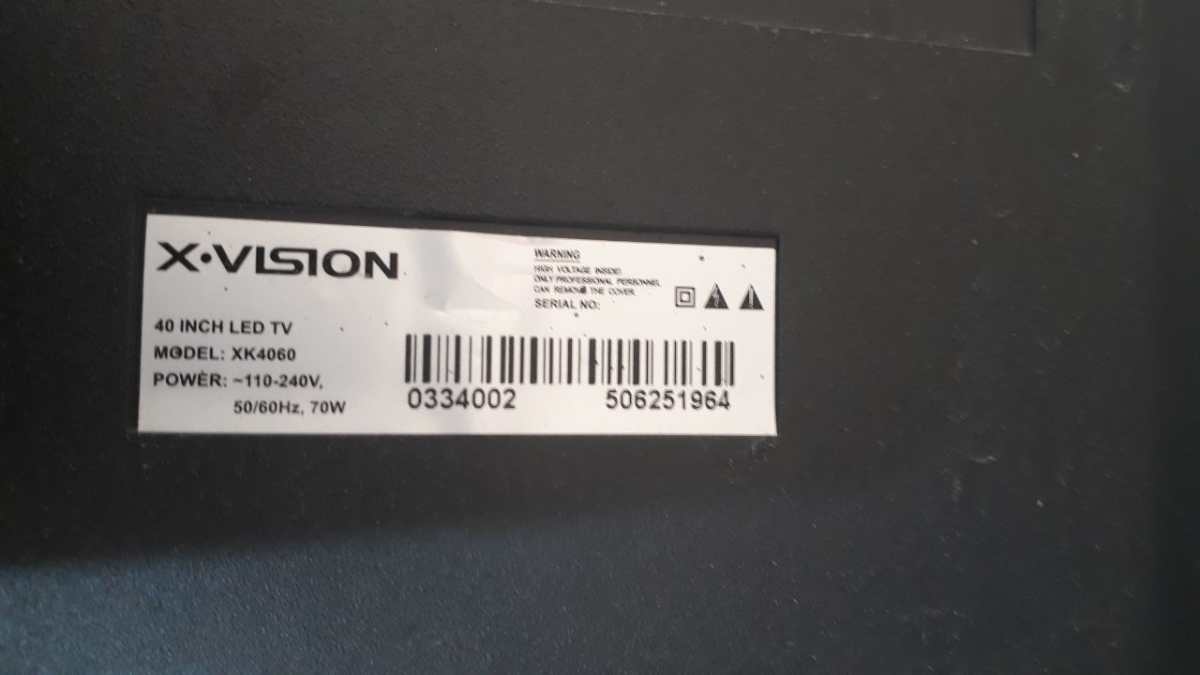 X•VISION
40 INCH LED TV
MODEL: XK4060
POWER: ~110-240V,
50/60Hz, 70W
WARNING
HIGH VOLTAGE INSIDE!
ONLY PROFESSIONAL PERSONNEL
CAN REMOVE THE COVER.
SERIAL NO:
0334002 506251964